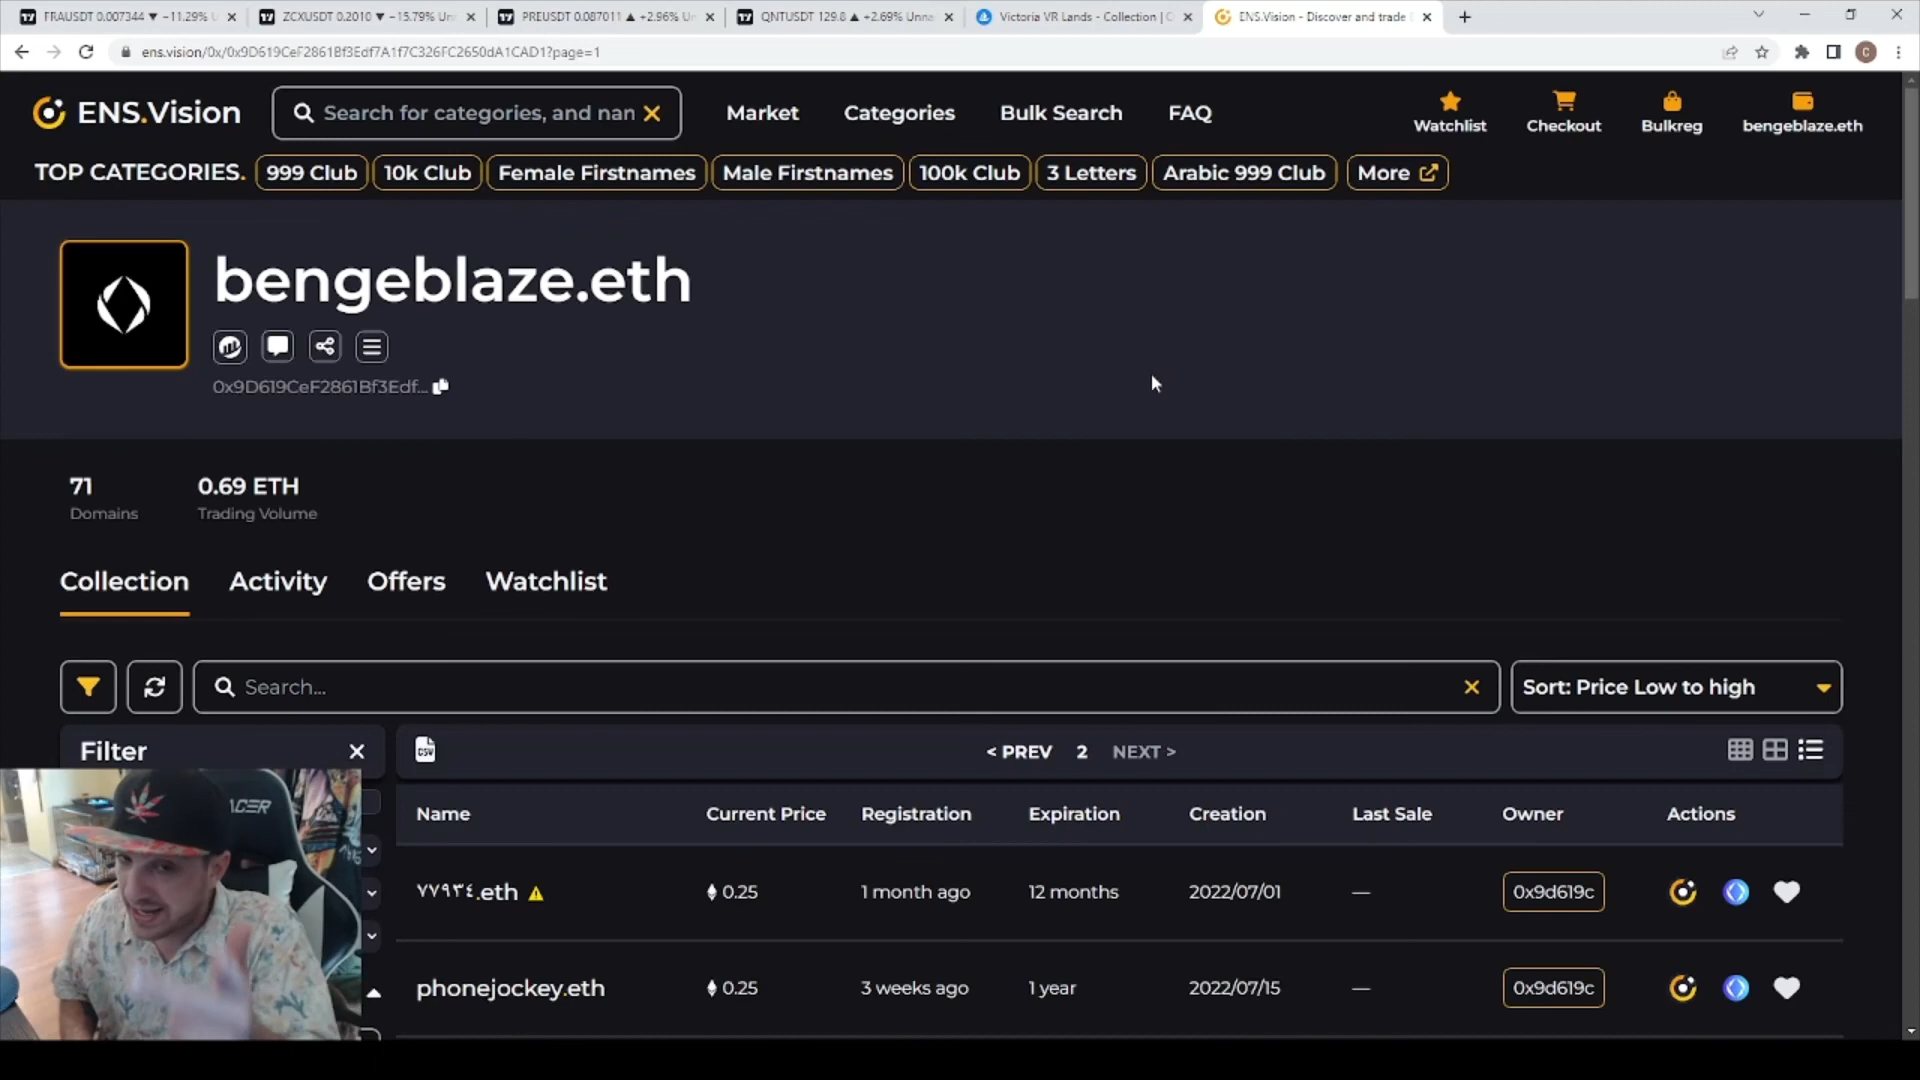 FRAUSDT 0.007344 ▼ −11.29% U
ZCXUSDT 0.2010 ▼ −15.79% Un
PREUSDT 0.087011 ▲ +2.96% U
QNTUSDT 129.8 ▲ +2.69% Unna
Victoria VR Lands - Collection |
ENS.Vision - Discover and trade
ens.vision/0x/0x9D619CeF2861Bf3Edf7A1f7C326FC2650dA1CAD1?page=1
ENS.Vision
Search for categories, and nan
Market
Categories
Bulk Search
FAQ
Watchlist
Checkout
Bulkreg
bengeblaze.eth
TOP CATEGORIES.
999 Club
10k Club
Female Firstnames
Male Firstnames
100k Club
3 Letters
Arabic 999 Club
More
bengeblaze.eth
0x9D619CeF2861Bf3Edf...
71
Domains
0.69 ETH
Trading Volume
Collection
Activity
Offers
Watchlist
Search...
Sort: Price Low to high
Filter
CSV
< PREV 2 NEXT >
Name Current Price Registration Expiration Creation Last Sale Owner Actions
٧٧٩٣٤.eth 0.25 1 month ago 12 months 2022/07/01 — 0x9d619c
phonejockey.eth 0.25 3 weeks ago 1 year 2022/07/15 — 0x9d619c